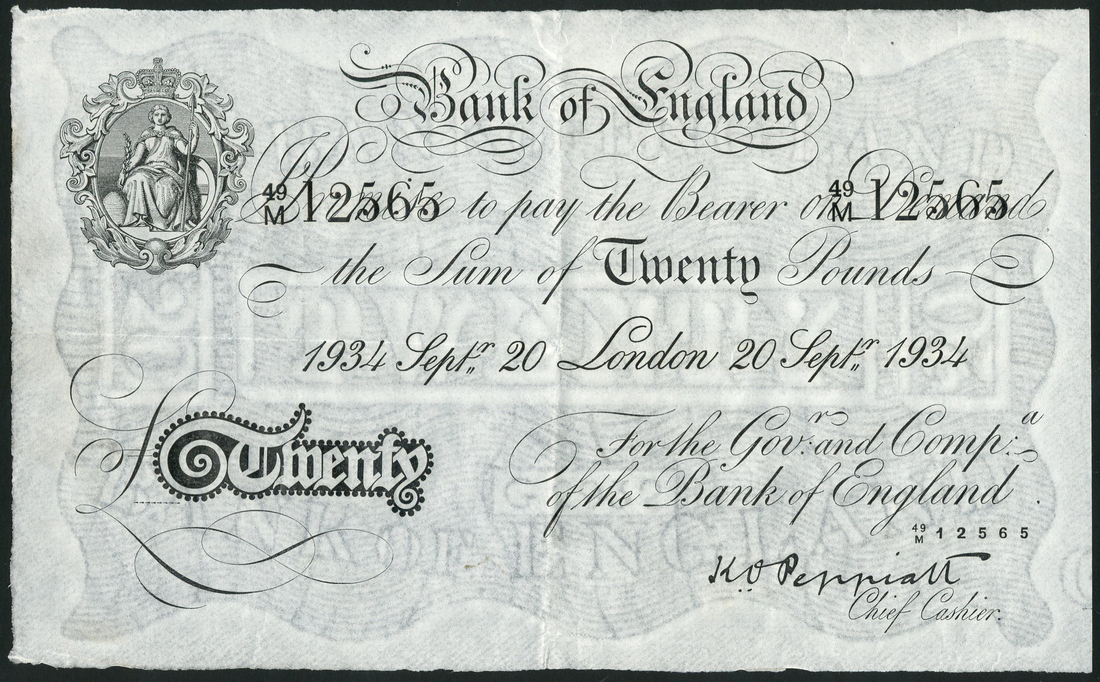 Bank of England
49/M 12565 to pay the Bearer on 49/M 12565
the Sum of Twenty Pounds
1934 Septr 20 London 20 Septr 1934
For the Govr: and Compa:
£Twenty
of the Bank of England
49/M 12565
K.O. Peppiatt
Chief Cashier.